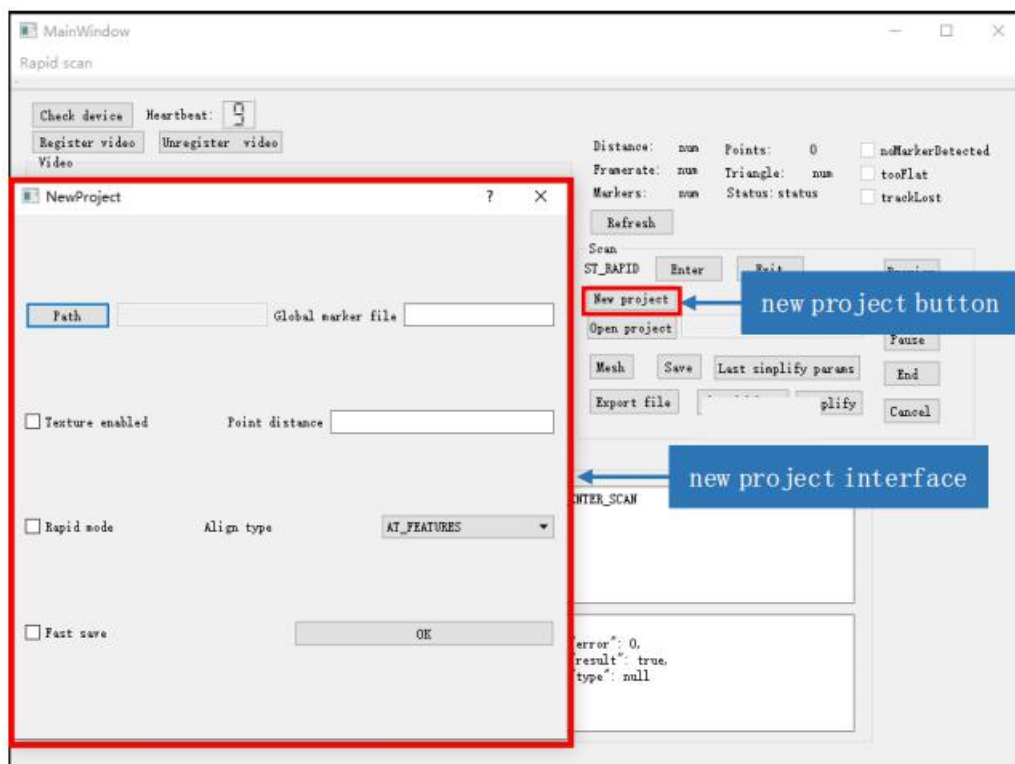 MainWindow
Rapid scan
Check device Heartbeat: 9
Register video Unregister video
Video
Distance: num Points: 0 noMarkerDetected
Framerate: num Triangle: num tooFlat
Markers: num Status: status trackLost
Refresh
Scan
ST_RAPID Enter Exit
New project
Open project
Pause
Mesh Save Last simplify params
End
Export file plify
Cancel
new project button
new project interface
NewProject ? ×
Path Global marker file
Texture enabled Point distance
Rapid mode Align type AT_FEATURES
Fast save OK
NTER_SCAN
"error": 0,
"result": true,
"type": null